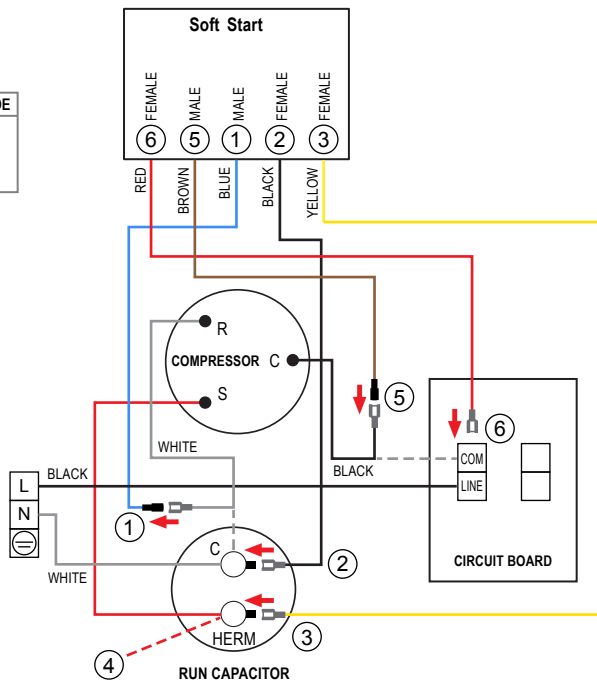 Soft Start
DE
FEMALE
MALE
MALE
FEMALE
FEMALE
6
5
1
2
3
RED
BROWN
BLUE
BLACK
YELLOW
R
COMPRESSOR
C
S
5
6
WHITE
BLACK
COM
LINE
L
BLACK
N
1
C
2
CIRCUIT BOARD
WHITE
HERM
3
4
RUN CAPACITOR